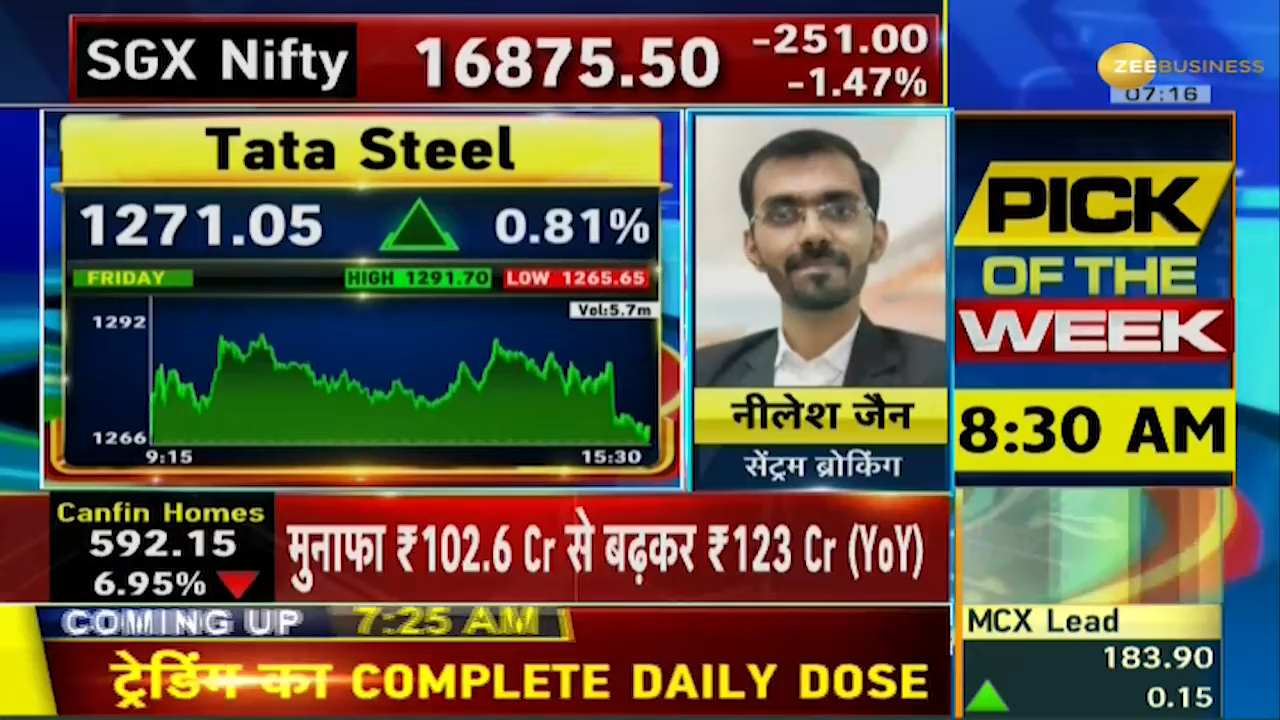 SGX Nifty
16875.50
-251.00
-1.47%
ZEEBUSINESS
07:16
Tata Steel
1271.05
0.81%
FRIDAY
HIGH 1291.70
LOW 1265.65
Vol:5.7m
1292
1266
9:15
15:30
नीलेश जैन
सेंट्रम ब्रोकिंग
PICK
OF THE
WEEK
8:30 AM
Canfin Homes
592.15
6.95%
मुनाफा ₹102.6 Cr से बढ़कर ₹123 Cr (YoY)
COMING UP 7:25 AM
ट्रेडिंग का COMPLETE DAILY DOSE
MCX Lead
183.90
0.15